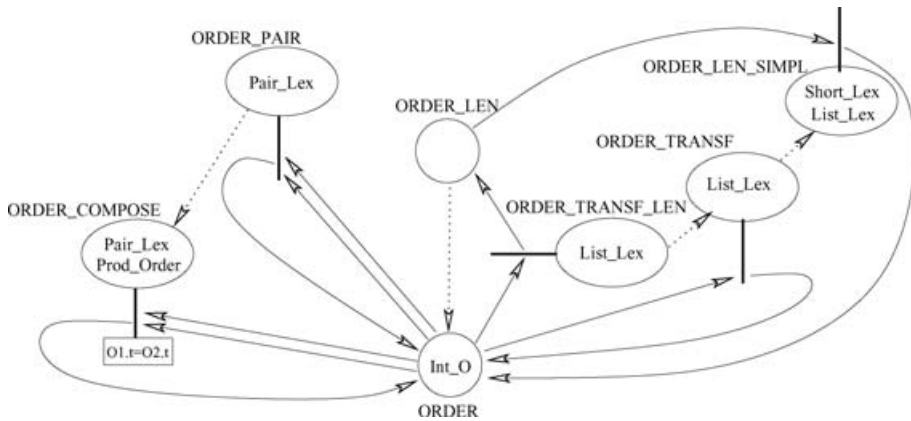 ORDER_PAIR
Pair_Lex
ORDER_LEN_SIMPL
Short_Lex
List_Lex
ORDER_LEN
ORDER_TRANSF
List_Lex
ORDER_COMPOSE
ORDER_TRANSF_LEN
Pair_Lex
Prod_Order
List_Lex
O1.t=O2.t
Int_O
ORDER